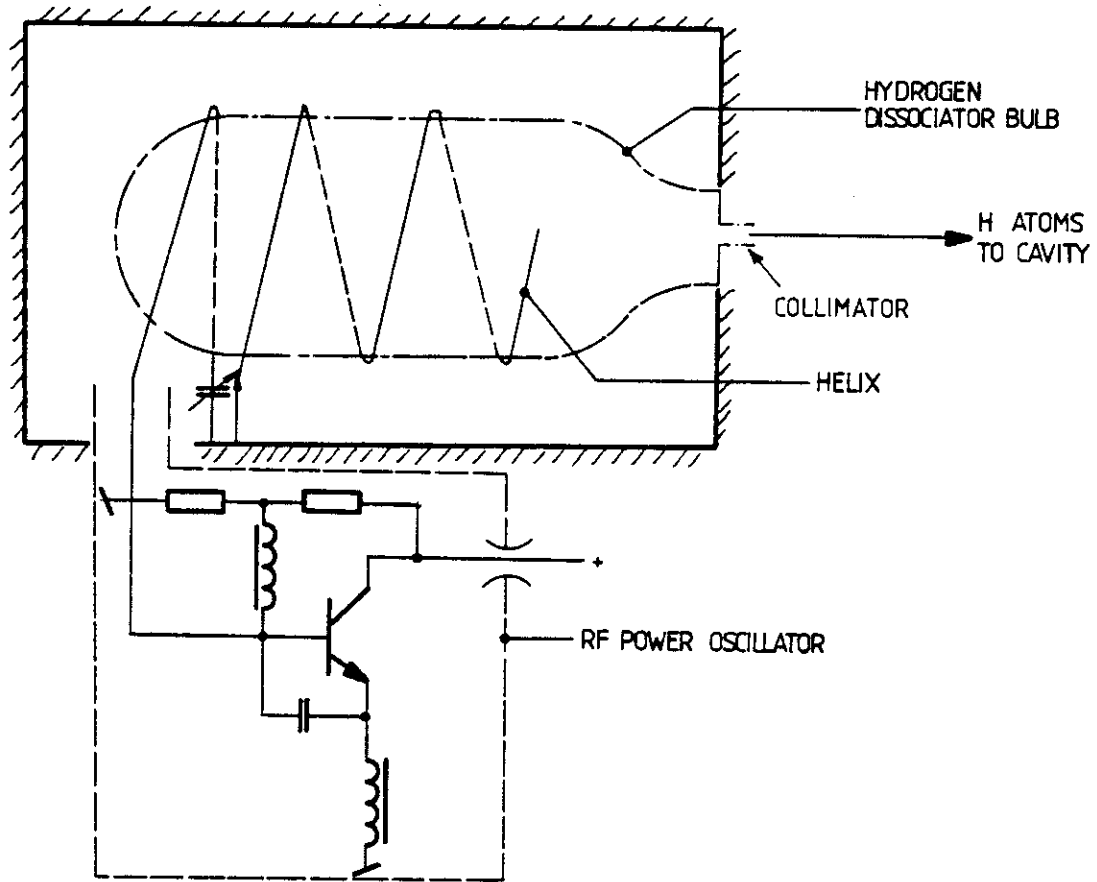 HYDROGEN
DISSOCIATOR BULB
H ATOMS
TO CAVITY
COLLIMATOR
HELIX
+
RF POWER OSCILLATOR